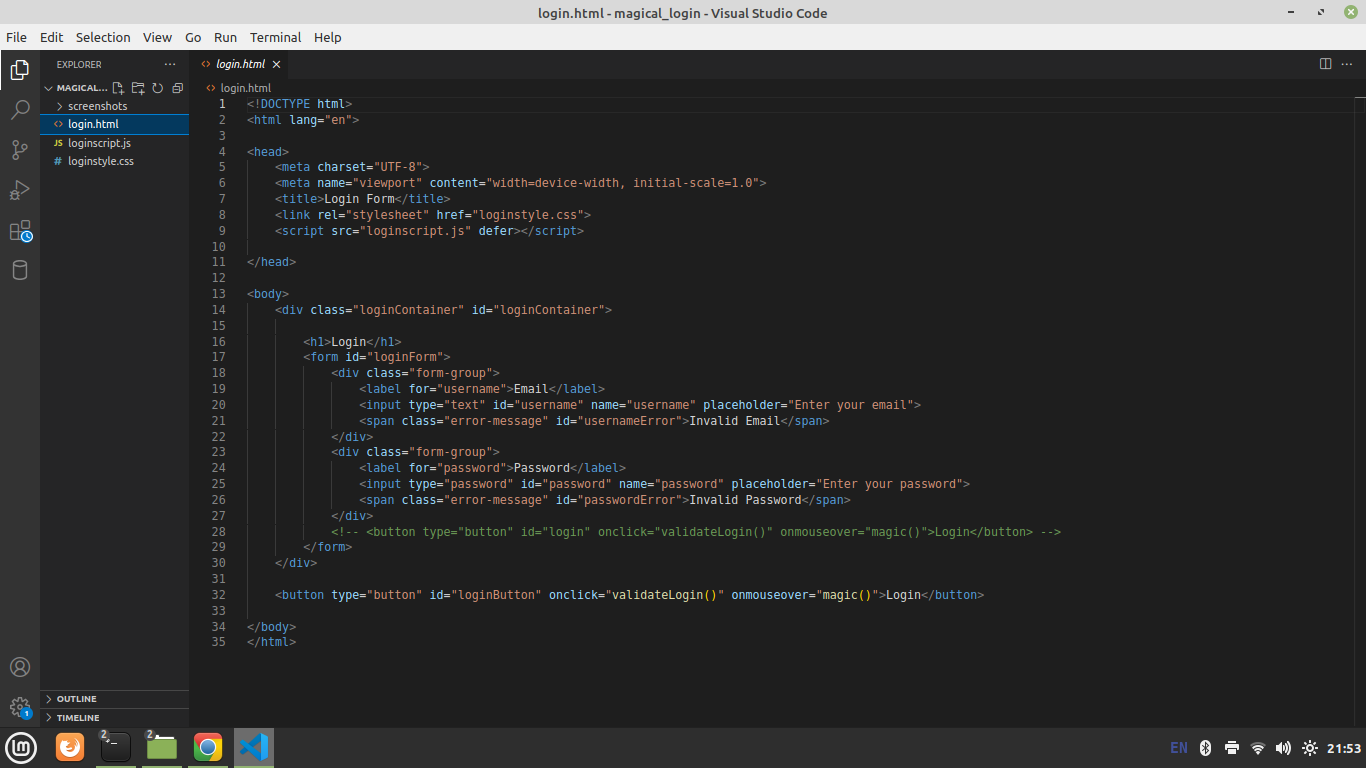 login.html - magical_login - Visual Studio Code
File Edit Selection View Go Run Terminal Help
EXPLORER
MAGICAL...
screenshots
<> login.html
JS loginscript.js
# loginstyle.css
OUTLINE
TIMELINE
<> login.html
<> login.html
1 <!DOCTYPE html>
2 <html lang="en">
3
4 <head>
5 <meta charset="UTF-8">
6 <meta name="viewport" content="width=device-width, initial-scale=1.0">
7 <title>Login Form</title>
8 <link rel="stylesheet" href="loginstyle.css">
9 <script src="loginscript.js" defer></script>
10
11 </head>
12
13 <body>
14 <div class="loginContainer" id="loginContainer">
15
16 <h1>Login</h1>
17 <form id="loginForm">
18 <div class="form-group">
19 <label for="username">Email</label>
20 <input type="text" id="username" name="username" placeholder="Enter your email">
21 <span class="error-message" id="usernameError">Invalid Email</span>
22 </div>
23 <div class="form-group">
24 <label for="password">Password</label>
25 <input type="password" id="password" name="password" placeholder="Enter your password">
26 <span class="error-message" id="passwordError">Invalid Password</span>
27 </div>
28 <!-- <button type="button" id="login" onclick="validateLogin()" onmouseover="magic()">Login</button> -->
29 </form>
30 </div>
31
32 <button type="button" id="loginButton" onclick="validateLogin()" onmouseover="magic()">Login</button>
33
34 </body>
35 </html>
1
2
2
EN
21:53